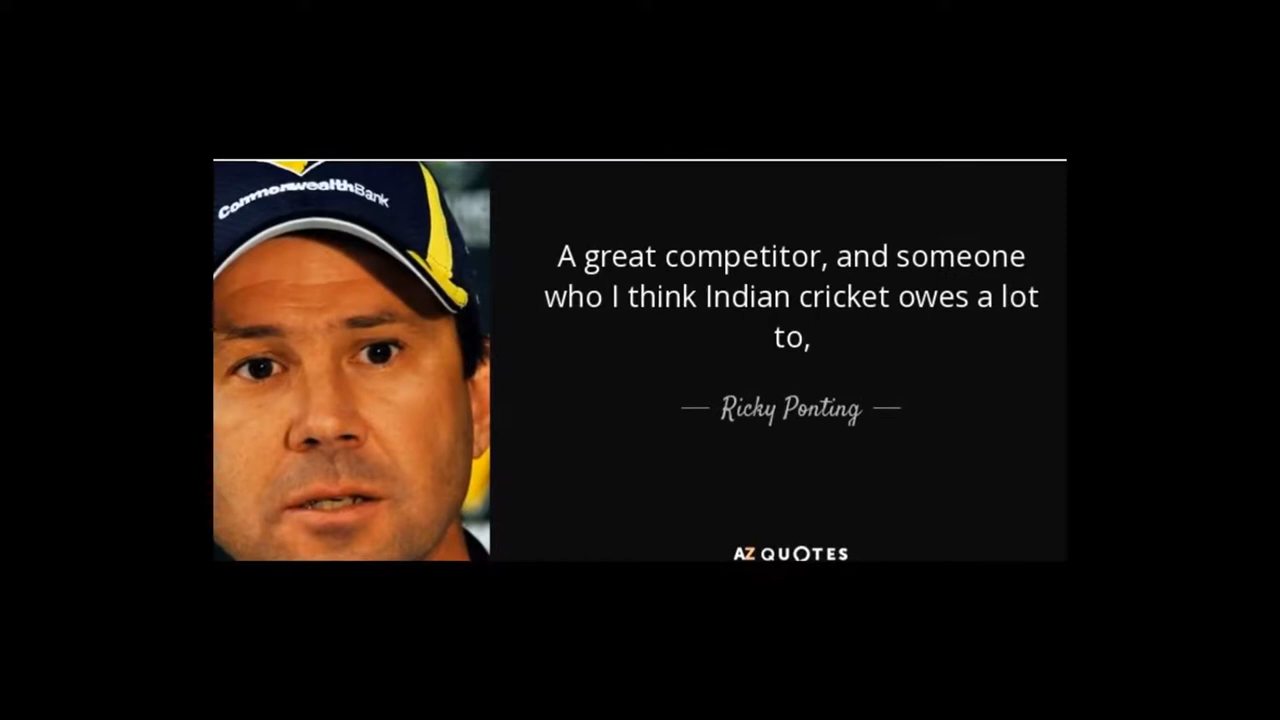 CommonwealthBank
A great competitor, and someone
who I think Indian cricket owes a lot
to,
— Ricky Ponting —
AZ QUOTES